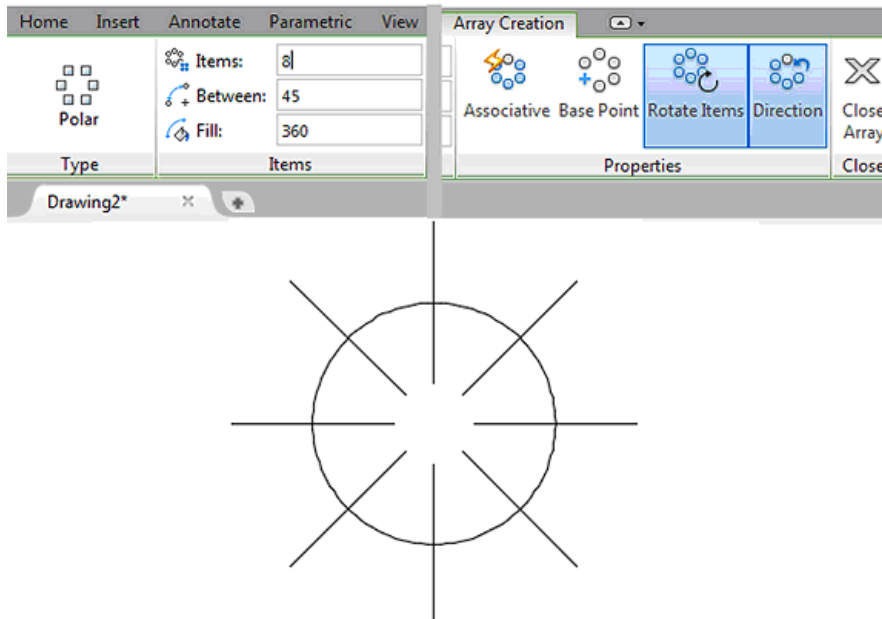 Home Insert Annotate Parametric View Array Creation
Items: 8
Between: 45
Fill: 360
Polar
Associative Base Point Rotate Items Direction Close
Array
Type Items Properties Close
Drawing2*